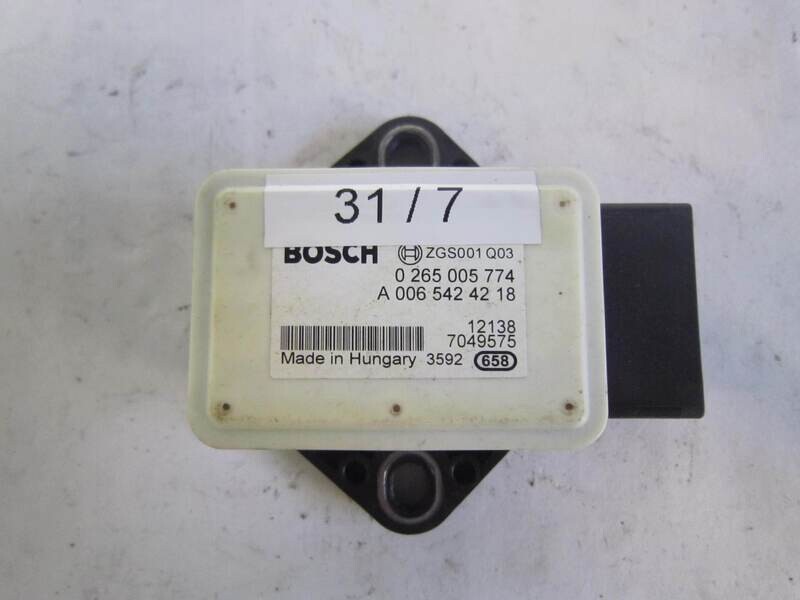 31 / 7
BOSCH ZGS001 Q03
0 265 005 774
A 006 542 42 18
12138
7049575
Made in Hungary 3592 658